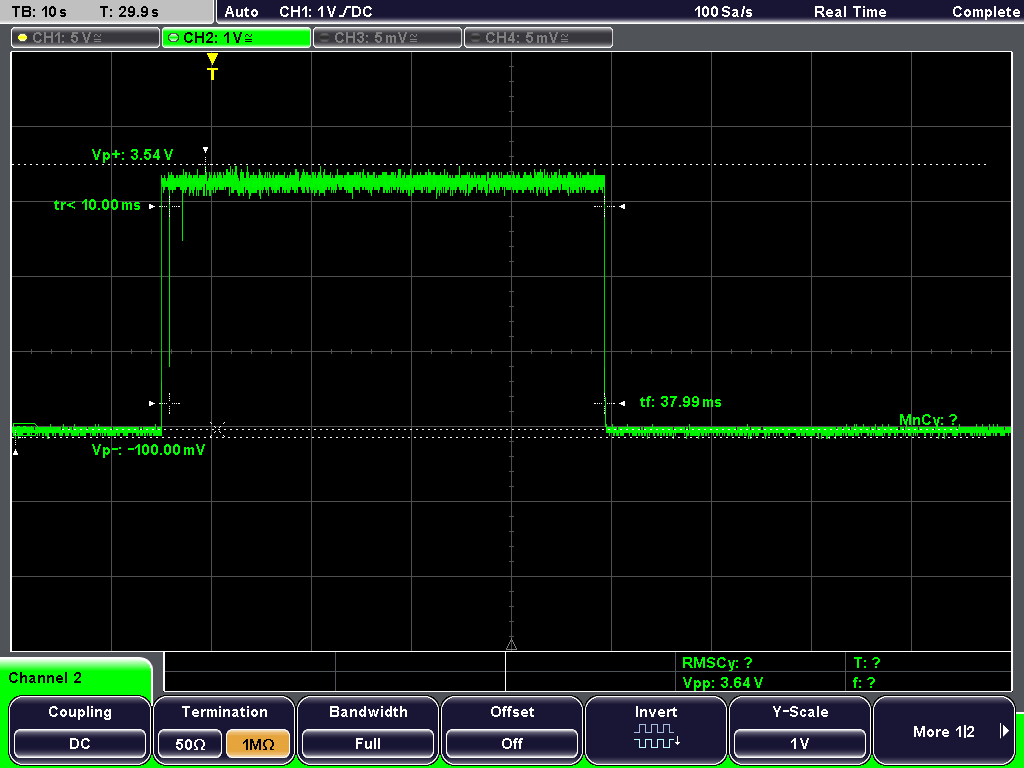 TB: 10 s T: 29.9 s Auto CH1: 1 V DC 100 Sa/s Real Time Complete
CH1: 5 V≅ CH2: 1 V≅ CH3: 5 mV≅ CH4: 5 mV≅
T
Vp+: 3.54 V
tr< 10.00 ms
tf: 37.99 ms
MnCy: ?
Vp-: -100.00 mV
RMSCy: ? T: ?
Vpp: 3.64 V f: ?
Channel 2
Coupling Termination Bandwidth Offset Invert Y-Scale More 1|2
DC 50Ω 1MΩ Full Off 1 V